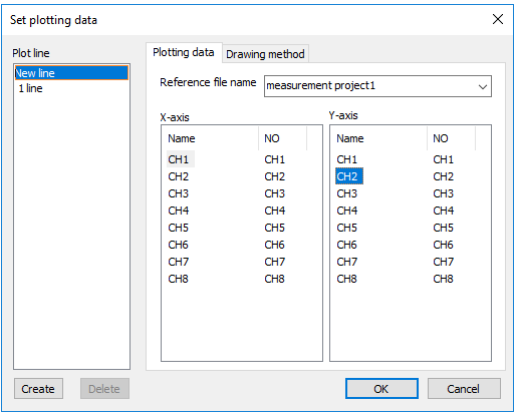 Set plotting data
Plot line
New line
1 line
Plotting data Drawing method
Reference file name measurement project1
X-axis Y-axis
Name NO Name NO
CH1 CH1 CH1 CH1
CH2 CH2 CH2 CH2
CH3 CH3 CH3 CH3
CH4 CH4 CH4 CH4
CH5 CH5 CH5 CH5
CH6 CH6 CH6 CH6
CH7 CH7 CH7 CH7
CH8 CH8 CH8 CH8
Create Delete OK Cancel